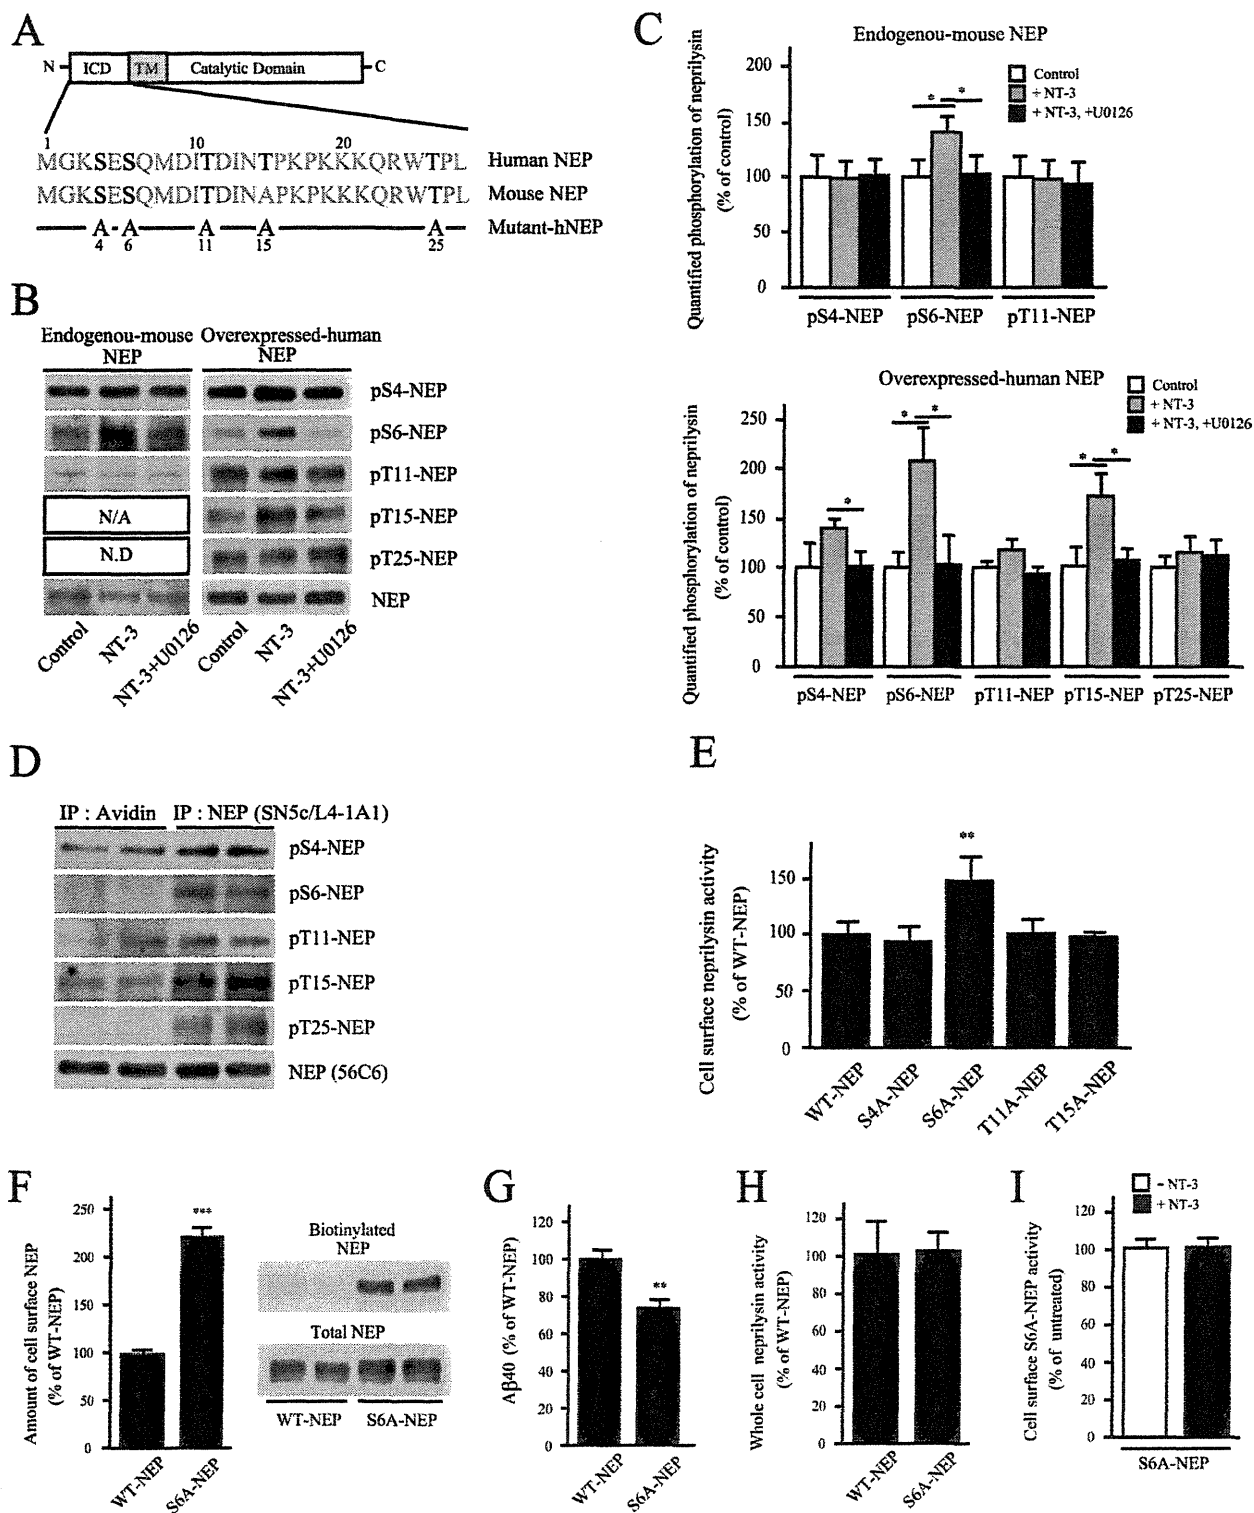 A
N
ICD
TM
Catalytic Domain
C
1
10
20
MGKSESQMDITDINTPKPKKKQRWTPL
Human NEP
MGKSESQMDITDINAPKPKKKQRWTPL
Mouse NEP
A A A A A
Mutant-hNEP
4 6 11 15 25
B
Endogenou-mouse
NEP
Overexpressed-human
NEP
pS4-NEP
pS6-NEP
pT11-NEP
N/A
pT15-NEP
N.D
pT25-NEP
NEP
Control
NT-3
NT-3+U0126
Control
NT-3
NT-3+U0126
C
Endogenou-mouse NEP
Quantified phosphorylation of neprilysin
(% of control)
200
150
100
50
0
Control
+ NT-3
+ NT-3, +U0126
* *
pS4-NEP
pS6-NEP
pT11-NEP
Overexpressed-human NEP
Quantified phosphorylation of neprilysin
(% of control)
250
200
150
100
50
0
Control
+ NT-3
+ NT-3, +U0126
*
* *
* *
pS4-NEP
pS6-NEP
pT11-NEP
pT15-NEP
pT25-NEP
D
IP : Avidin
IP : NEP (SN5c/L4-1A1)
pS4-NEP
pS6-NEP
pT11-NEP
pT15-NEP
pT25-NEP
NEP (56C6)
E
Cell surface neprilysin activity
(% of WT-NEP)
150
100
50
0
**
WT-NEP
S4A-NEP
S6A-NEP
T11A-NEP
T15A-NEP
F
Amount of cell surface NEP
(% of WT-NEP)
250
200
150
100
50
0
***
WT-NEP
S6A-NEP
Biotinylated
NEP
Total NEP
WT-NEP
S6A-NEP
G
Aβ40 (% of WT-NEP)
120
100
80
60
40
20
0
**
WT-NEP
S6A-NEP
H
Whole cell neprilysin activity
(% of WT-NEP)
120
100
80
60
40
20
0
WT-NEP
S6A-NEP
I
- NT-3
+ NT-3
Cell surface S6A-NEP activity
(% of untreated)
120
100
80
60
40
20
0
S6A-NEP